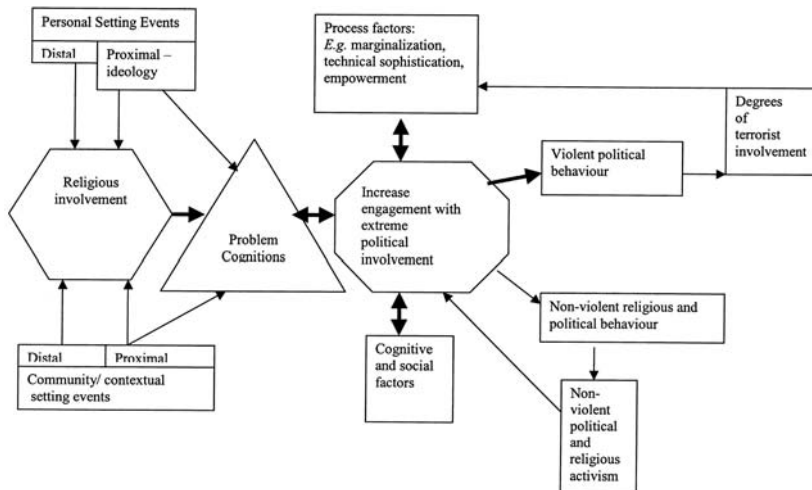 Personal Setting Events
Distal
Proximal –
ideology
Process factors:
E.g. marginalization,
technical sophistication,
empowerment
Degrees
of
terrorist
involvement
Violent political
behaviour
Religious
involvement
Problem
Cognitions
Increase
engagement with
extreme
political
involvement
Non-violent religious and
political behaviour
Distal
Proximal
Community/ contextual
setting events
Cognitive
and social
factors
Non-
violent
political
and
religious
activism